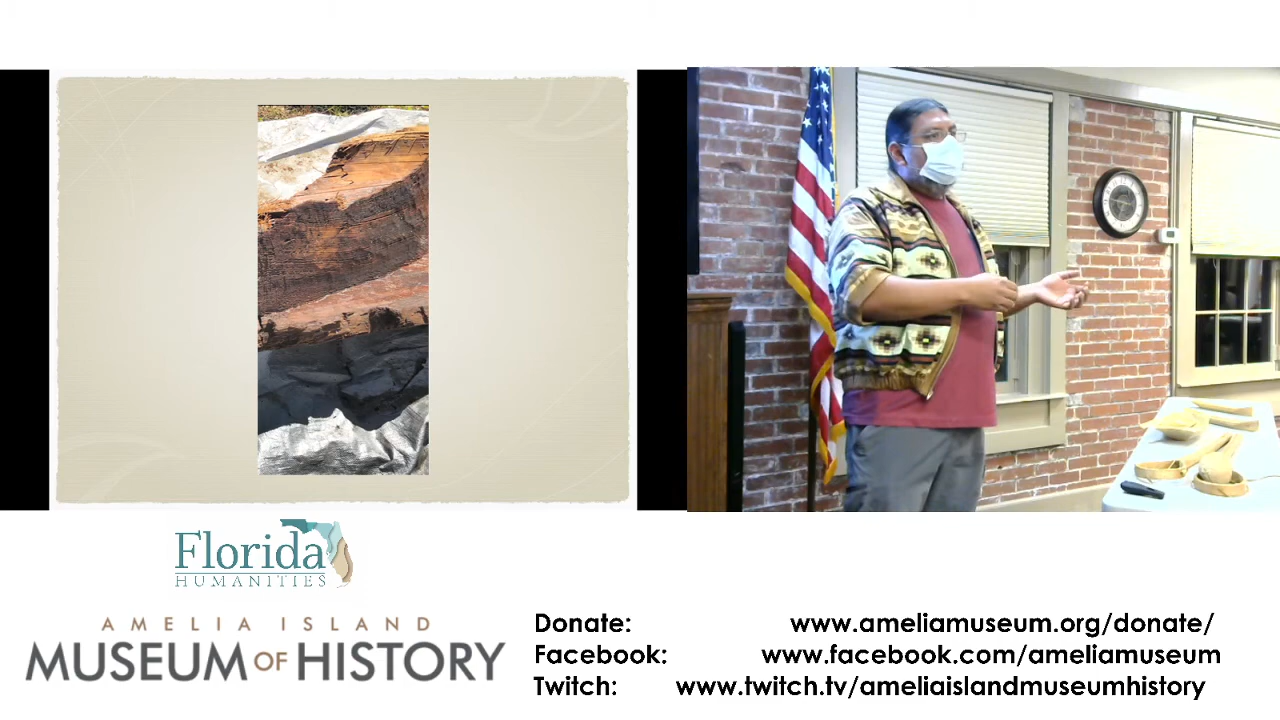 Florida
HUMANITIES
AMELIA ISLAND
MUSEUM OF HISTORY
Donate: www.ameliamuseum.org/donate/
Facebook: www.facebook.com/ameliamuseum
Twitch: www.twitch.tv/ameliaislandmuseumhistory